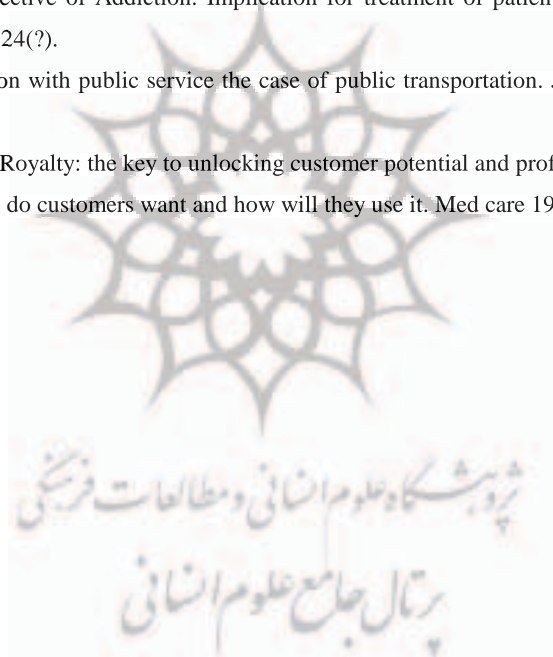 ective of Addiction. Implication for treatment of patien
24(?).
on with public service the case of public transportation. .
Royalty: the key to unlocking customer potential and prof
do customers want and how will they use it. Med care 19
پژوهشگاه علوم انسانی و مطالعات فرهنگی
پرتال جامع علوم انسانی